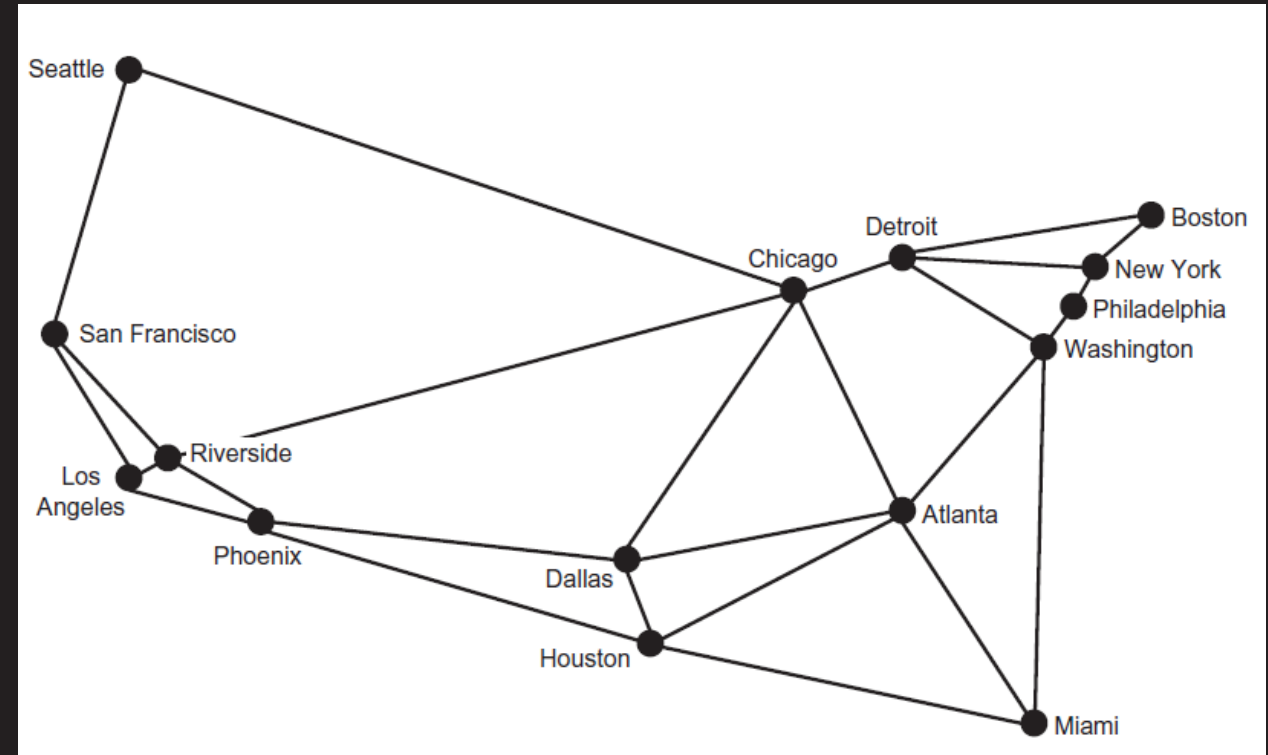 Seattle
Boston
Detroit
Chicago
New York
Philadelphia
San Francisco
Washington
Riverside
Los
Angeles
Atlanta
Phoenix
Dallas
Houston
Miami